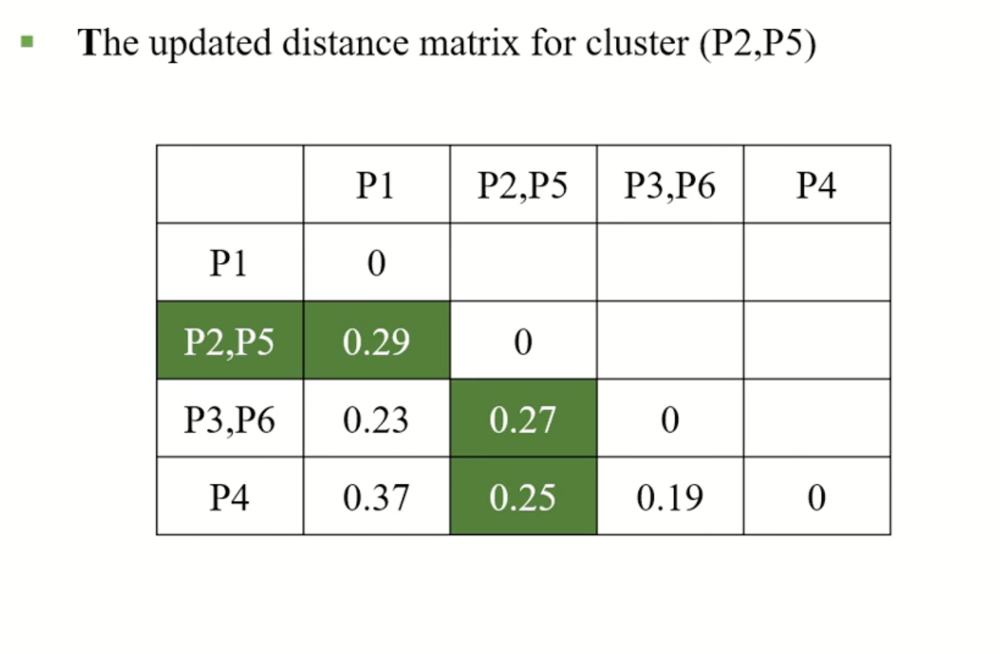 The updated distance matrix for cluster (P2,P5)
P1 P2,P5 P3,P6 P4
P1 0
P2,P5 0.29 0
P3,P6 0.23 0.27 0
P4 0.37 0.25 0.19 0